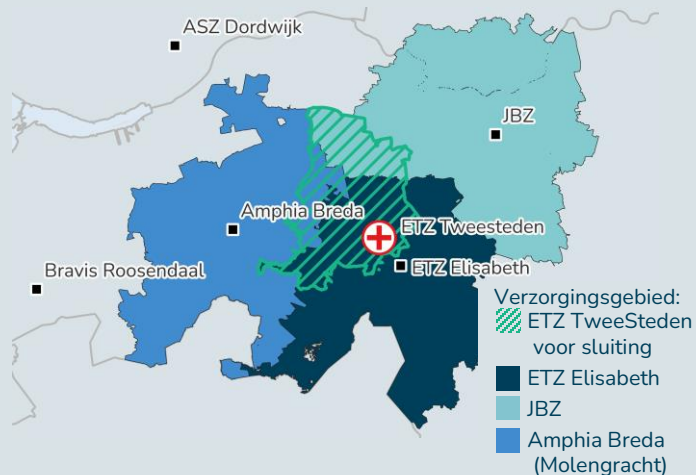 ASZ Dordwijk
JBZ
Amphia Breda
ETZ Tweesteden
ETZ Elisabeth
Bravis Roosendaal
Verzorgingsgebied:
ETZ TweeSteden
voor sluiting
ETZ Elisabeth
JBZ
Amphia Breda
(Molengracht)